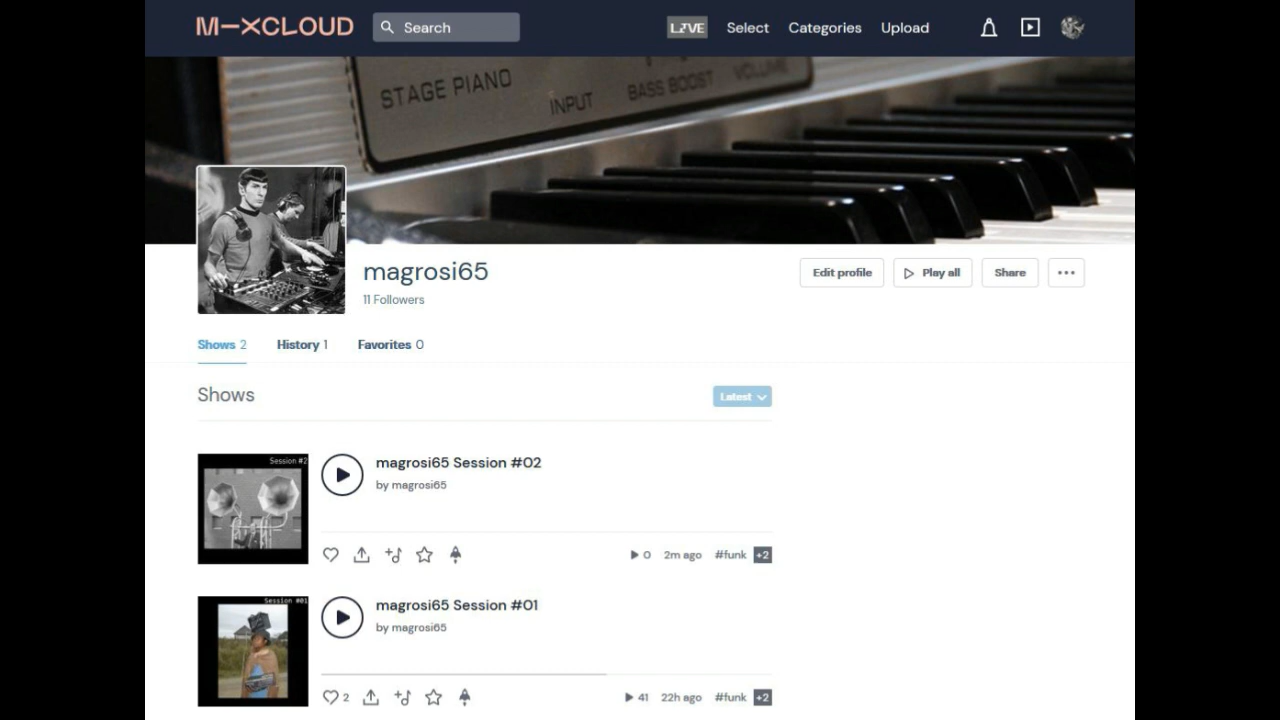 M–XCLOUD Search LIVE Select Categories Upload
STAGE PIANO INPUT BASS BOOST VOLUME
magrosi65
11 Followers
Edit profile Play all Share
Shows 2 History 1 Favorites 0
Shows Latest
Session #2
magrosi65 Session #02
by magrosi65
0 2m ago #funk +2
Session #01
magrosi65 Session #01
by magrosi65
2 41 22h ago #funk +2